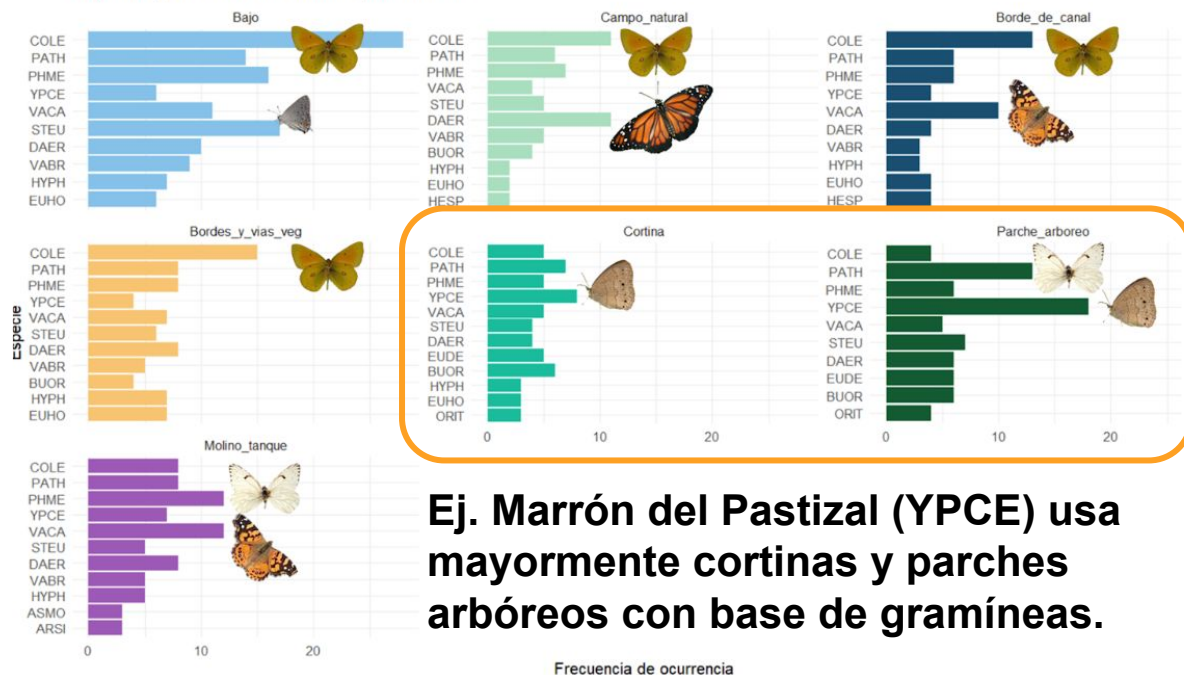 Bajo
COLE
PATH
PHME
YPCE
VACA
STEU
DAER
VABR
HYPH
EUHO
Campo_natural
COLE
PATH
PHME
VACA
STEU
DAER
VABR
BUOR
HYPH
EUHO
HESP
Borde_de_canal
COLE
PATH
PHME
YPCE
VACA
DAER
VABR
HYPH
EUHO
HESP
Especie
Bordes_y_vias_veg
COLE
PATH
PHME
YPCE
VACA
STEU
DAER
VABR
BUOR
HYPH
EUHO
Cortina
COLE
PATH
PHME
YPCE
VACA
STEU
DAER
EUDE
BUOR
HYPH
EUHO
ORIT
0 10 20
Parche_arboreo
COLE
PATH
PHME
YPCE
VACA
STEU
DAER
EUDE
BUOR
ORIT
0 10 20
Molino_tanque
COLE
PATH
PHME
YPCE
VACA
STEU
DAER
VABR
HYPH
ASMO
ARSI
0 10 20
Ej. Marrón del Pastizal (YPCE) usa
mayormente cortinas y parches
arbóreos con base de gramíneas.
Frecuencia de ocurrencia